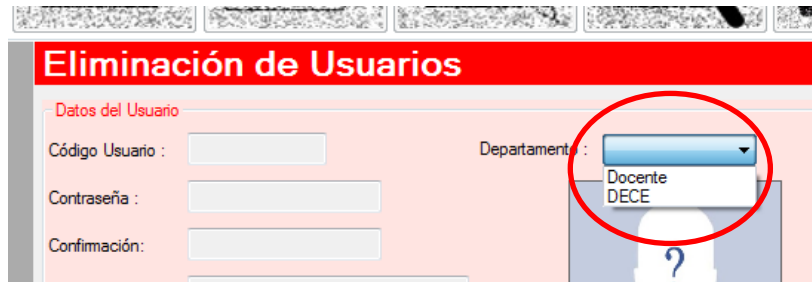 Eliminación de Usuarios
Datos del Usuario
Código Usuario : Departamento :
Docente
Contraseña : DECE
Confirmación:
?